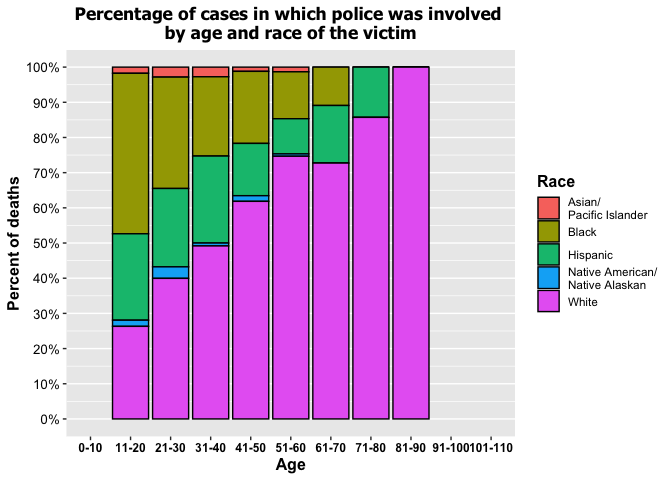 Percentage of cases in which police was involved
by age and race of the victim
Percent of deaths
100%
90%
80%
70%
60%
50%
40%
30%
20%
10%
0%
0-10 11-20 21-30 31-40 41-50 51-60 61-70 71-80 81-90 91-100 101-110
Age
Race
Asian/
Pacific Islander
Black
Hispanic
Native American/
Native Alaskan
White